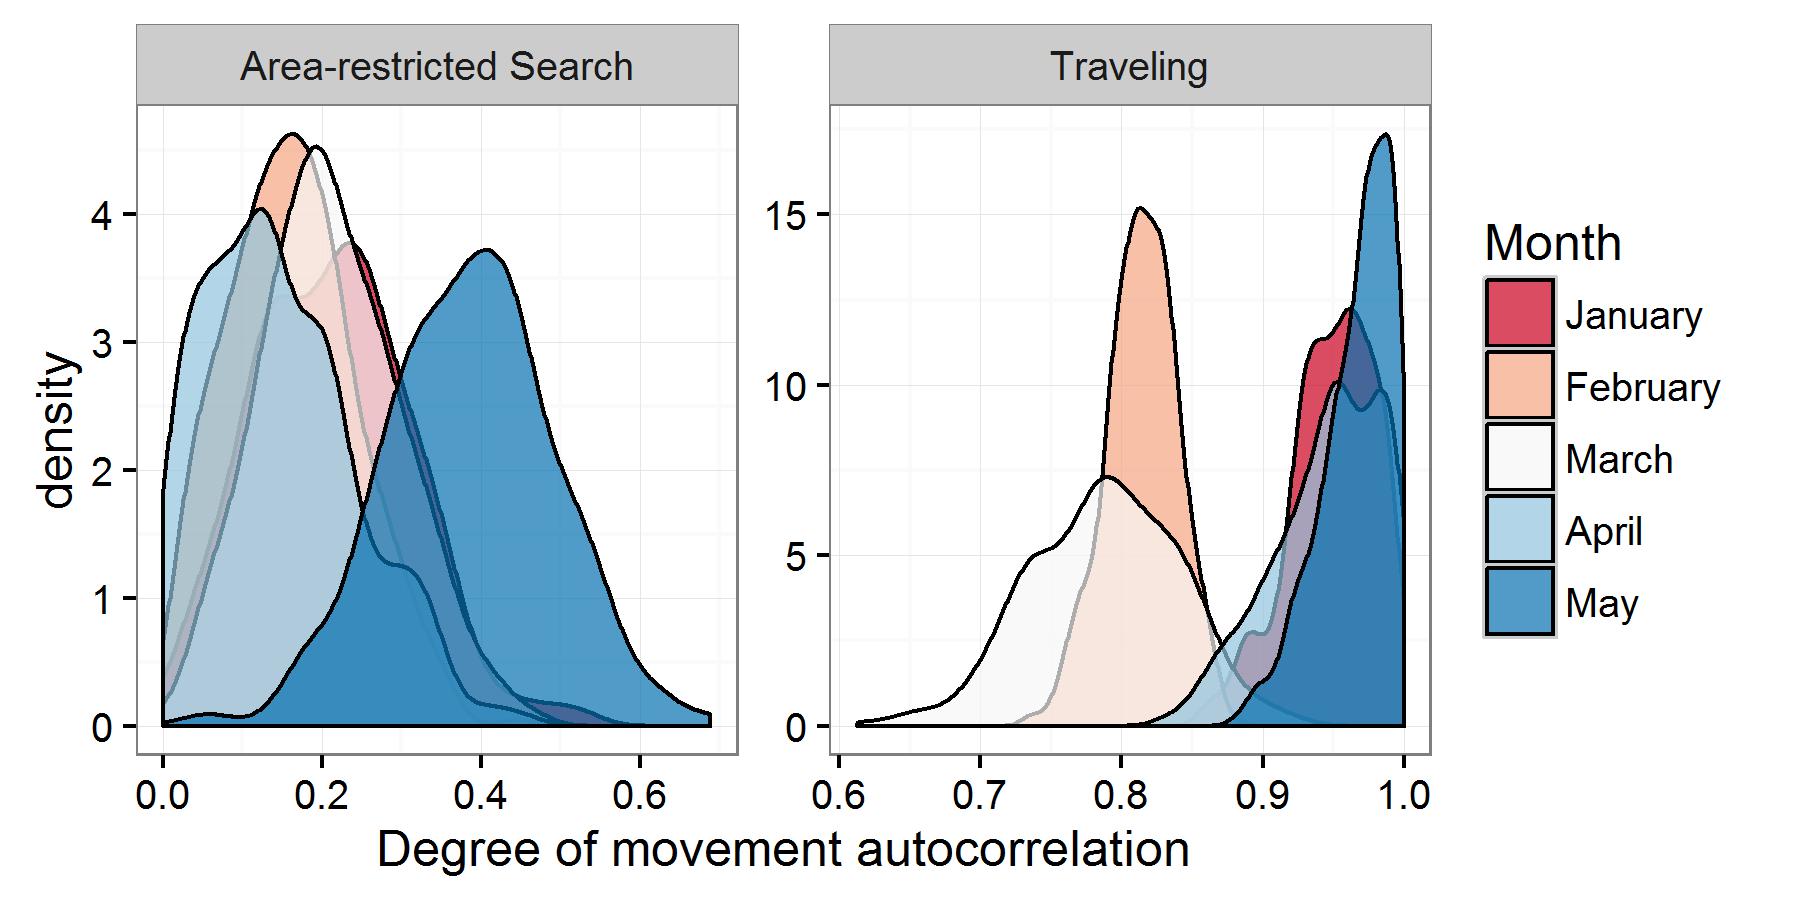 Area-restricted Search
Traveling
density
4
3
2
1
0
15
10
5
0
0.0 0.2 0.4 0.6
0.6 0.7 0.8 0.9 1.0
Degree of movement autocorrelation
Month
January
February
March
April
May